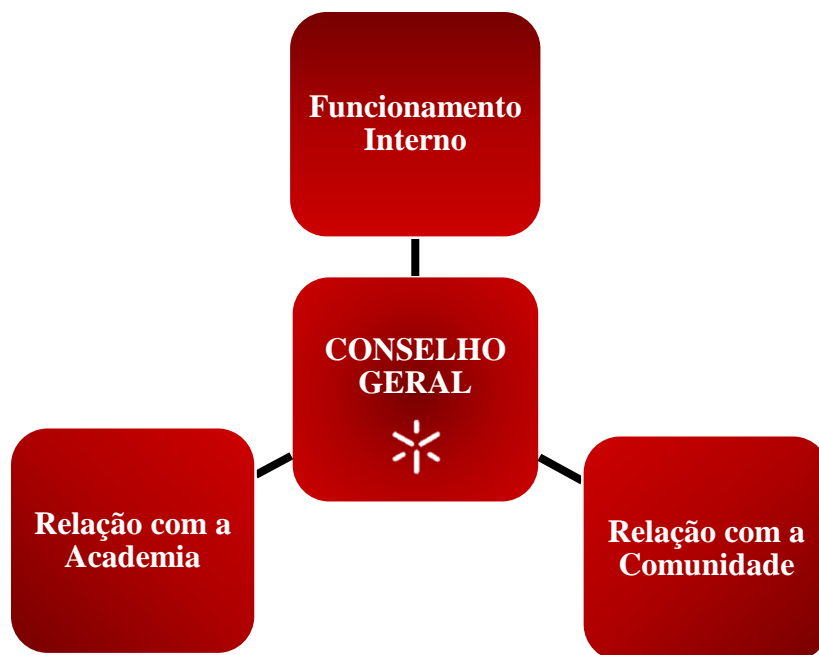 Funcionamento
Interno
CONSELHO
GERAL
Relação com a
Academia
Relação com a
Comunidade